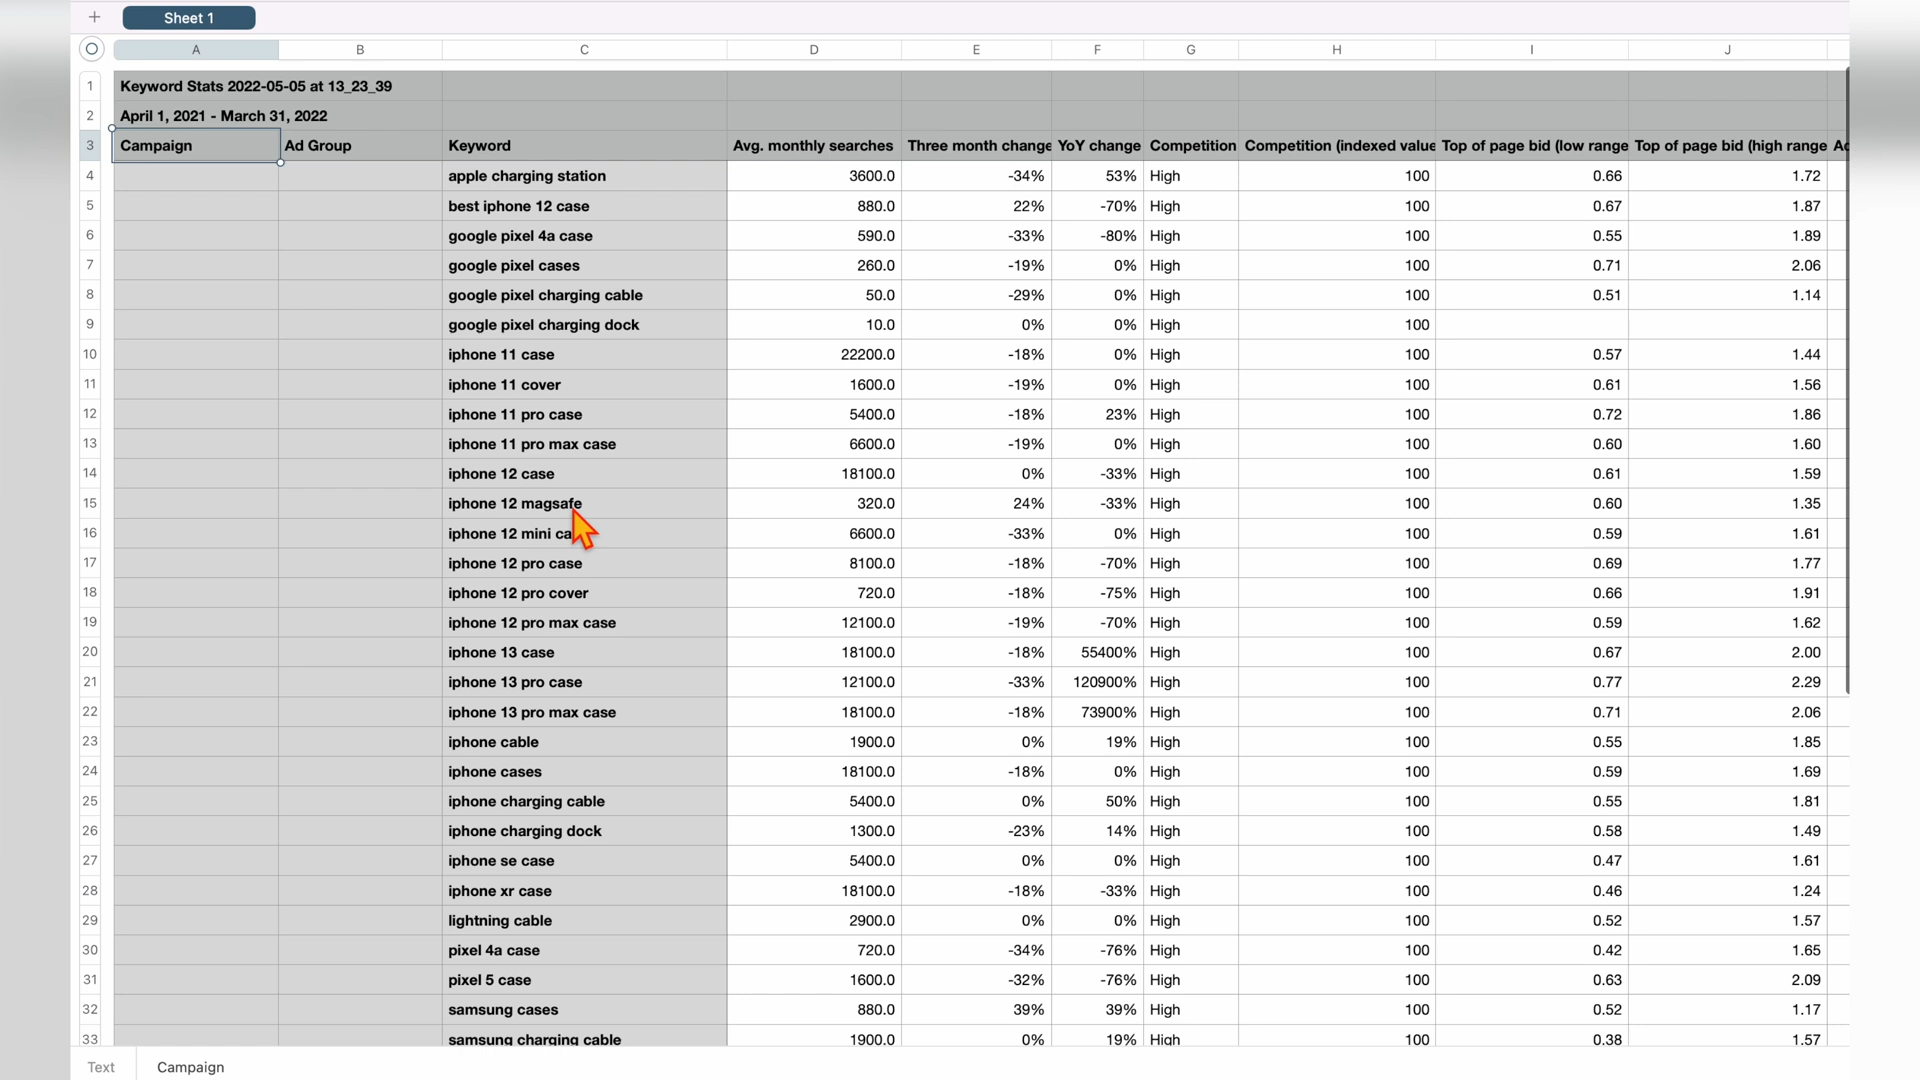 + Sheet 1
A B C D E F G H I J
1 Keyword Stats 2022-05-05 at 13_23_39
2 April 1, 2021 - March 31, 2022
3 Campaign Ad Group Keyword Avg. monthly searches Three month change YoY change Competition Competition (indexed value Top of page bid (low range Top of page bid (high range
4 apple charging station 3600.0 -34% 53% High 100 0.66 1.72
5 best iphone 12 case 880.0 22% -70% High 100 0.67 1.87
6 google pixel 4a case 590.0 -33% -80% High 100 0.55 1.89
7 google pixel cases 260.0 -19% 0% High 100 0.71 2.06
8 google pixel charging cable 50.0 -29% 0% High 100 0.51 1.14
9 google pixel charging dock 10.0 0% 0% High 100
10 iphone 11 case 22200.0 -18% 0% High 100 0.57 1.44
11 iphone 11 cover 1600.0 -19% 0% High 100 0.61 1.56
12 iphone 11 pro case 5400.0 -18% 23% High 100 0.72 1.86
13 iphone 11 pro max case 6600.0 -19% 0% High 100 0.60 1.60
14 iphone 12 case 18100.0 0% -33% High 100 0.61 1.59
15 iphone 12 magsafe 320.0 24% -33% High 100 0.60 1.35
16 iphone 12 mini ca 6600.0 -33% 0% High 100 0.59 1.61
17 iphone 12 pro case 8100.0 -18% -70% High 100 0.69 1.77
18 iphone 12 pro cover 720.0 -18% -75% High 100 0.66 1.91
19 iphone 12 pro max case 12100.0 -19% -70% High 100 0.59 1.62
20 iphone 13 case 18100.0 -18% 55400% High 100 0.67 2.00
21 iphone 13 pro case 12100.0 -33% 120900% High 100 0.77 2.29
22 iphone 13 pro max case 18100.0 -18% 73900% High 100 0.71 2.06
23 iphone cable 1900.0 0% 19% High 100 0.55 1.85
24 iphone cases 18100.0 -18% 0% High 100 0.59 1.69
25 iphone charging cable 5400.0 0% 50% High 100 0.55 1.81
26 iphone charging dock 1300.0 -23% 14% High 100 0.58 1.49
27 iphone se case 5400.0 0% 0% High 100 0.47 1.61
28 iphone xr case 18100.0 -18% -33% High 100 0.46 1.24
29 lightning cable 2900.0 0% 0% High 100 0.52 1.57
30 pixel 4a case 720.0 -34% -76% High 100 0.42 1.65
31 pixel 5 case 1600.0 -32% -76% High 100 0.63 2.09
32 samsung cases 880.0 39% 39% High 100 0.52 1.17
33 samsung charging cable 1900.0 0% 19% High 100 0.38 1.57
Text Campaign